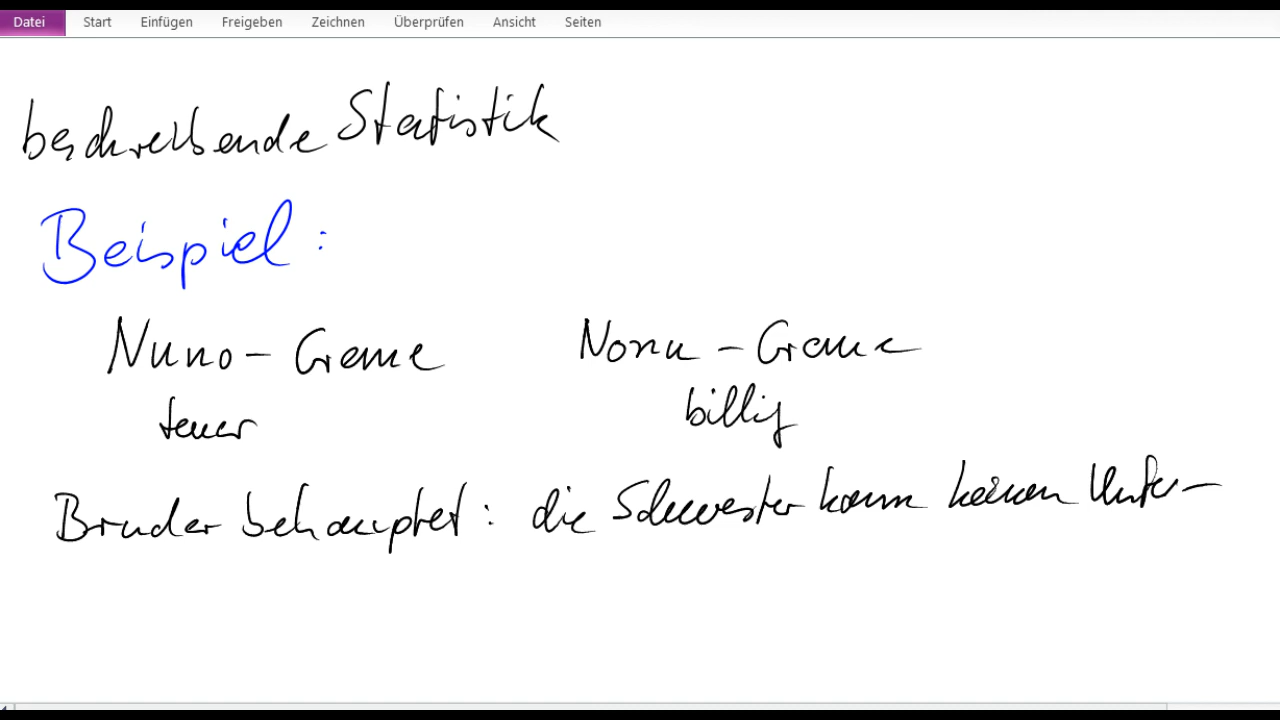 Datei Start Einfügen Freigeben Zeichnen Überprüfen Ansicht Seiten
beschreibende Statistik
Beispiel:
Nuno-Creme Nona-Creme
teuer billig
Bruder behauptet: die Schwester kann keinen Unter-